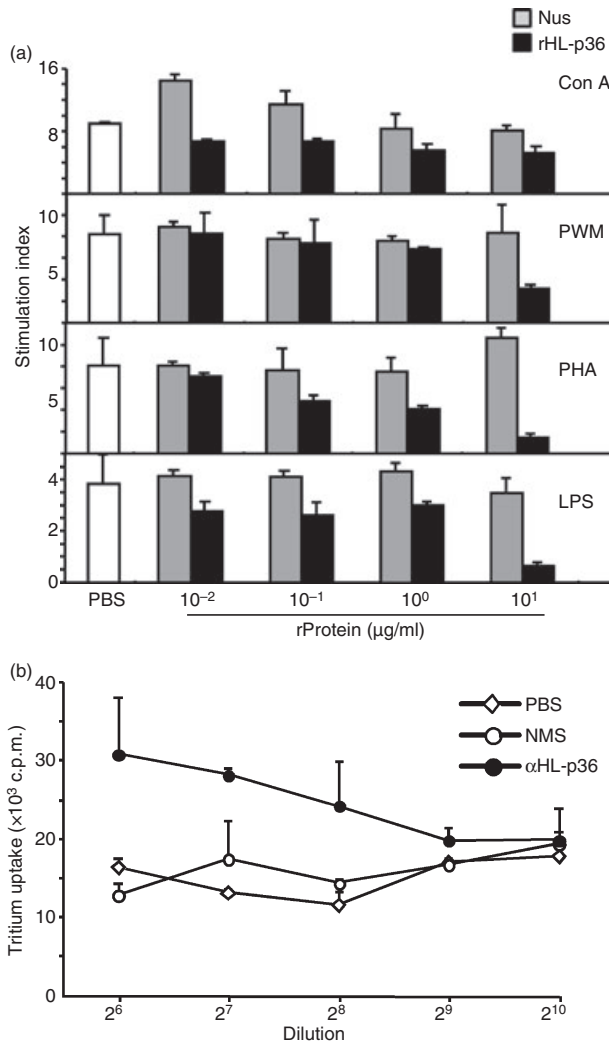 Nus
rHL-p36
(a)
Con A
16
8
PWM
10
5
PHA
10
5
LPS
4
2
0
Stimulation index
PBS
10⁻² 10⁻¹ 10⁰ 10¹
rProtein (µg/ml)
(b)
40
30
20
10
0
Tritium uptake (×10³ c.p.m.)
PBS
NMS
αHL-p36
2⁶ 2⁷ 2⁸ 2⁹ 2¹⁰
Dilution